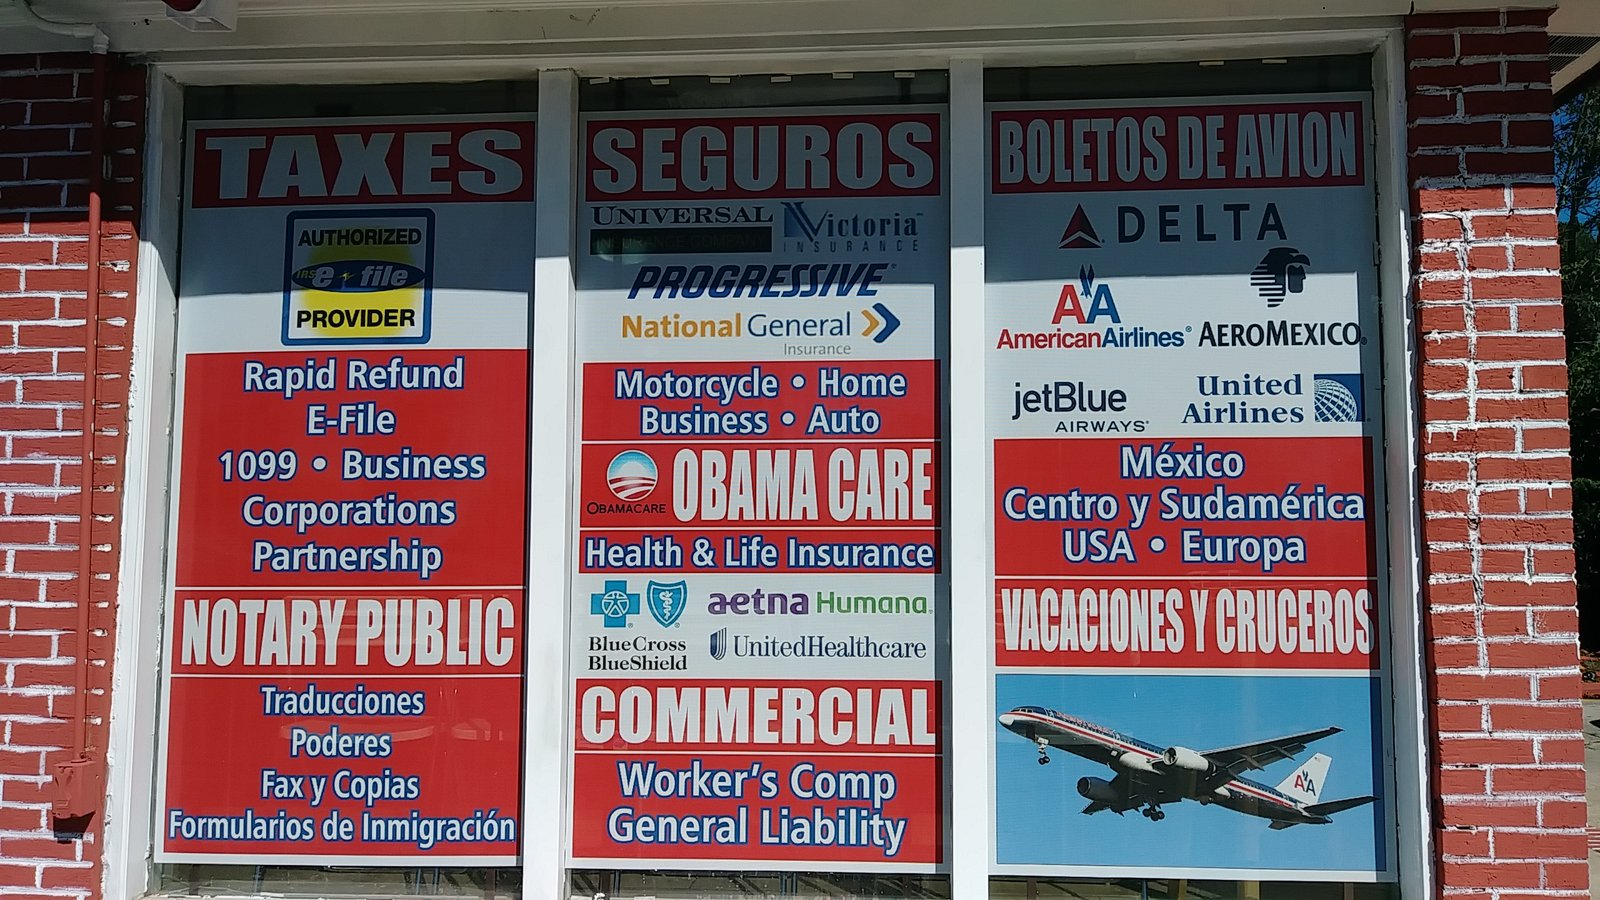 TAXES
AUTHORIZED
IRS e file
PROVIDER
Rapid Refund
E-File
1099 • Business
Corporations
Partnership
NOTARY PUBLIC
Traducciones
Poderes
Fax y Copias
Formularios de Inmigración
SEGUROS
UNIVERSAL
INSURANCE COMPANY
Victoria
INSURANCE
PROGRESSIVE
National General
Insurance
Motorcycle • Home
Business • Auto
OBAMACARE
OBAMA CARE
Health & Life Insurance
BlueCross
BlueShield
aetna
Humana
UnitedHealthcare
COMMERCIAL
Worker's Comp
General Liability
BOLETOS DE AVION
DELTA
AA
AmericanAirlines®
AEROMEXICO®
jetBlue
AIRWAYS®
United
Airlines
México
Centro y Sudamérica
USA • Europa
VACACIONES Y CRUCEROS
AA